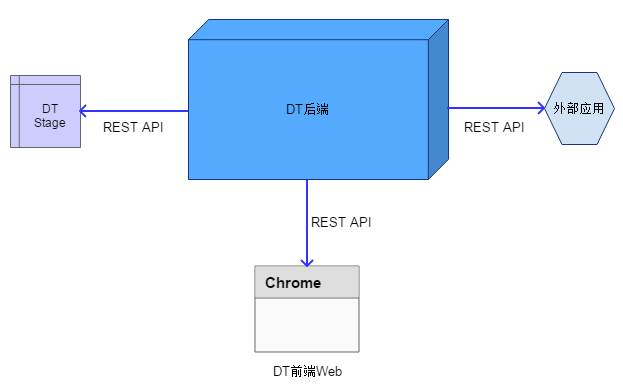 DT后端
DT
Stage
REST API
REST API
外部应用
REST API
Chrome
DT前端Web